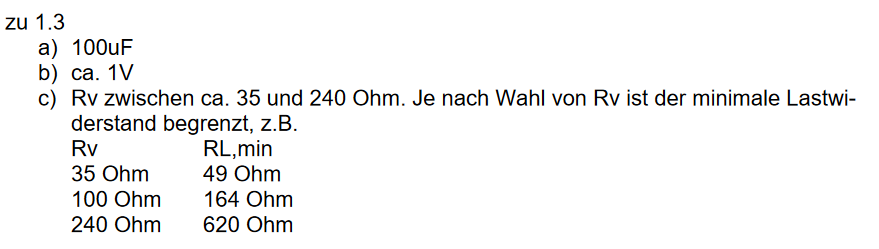 zu 1.3
a) 100uF
b) ca. 1V
c) Rv zwischen ca. 35 und 240 Ohm. Je nach Wahl von Rv ist der minimale Lastwi-
derstand begrenzt, z.B.
Rv RL,min
35 Ohm 49 Ohm
100 Ohm 164 Ohm
240 Ohm 620 Ohm